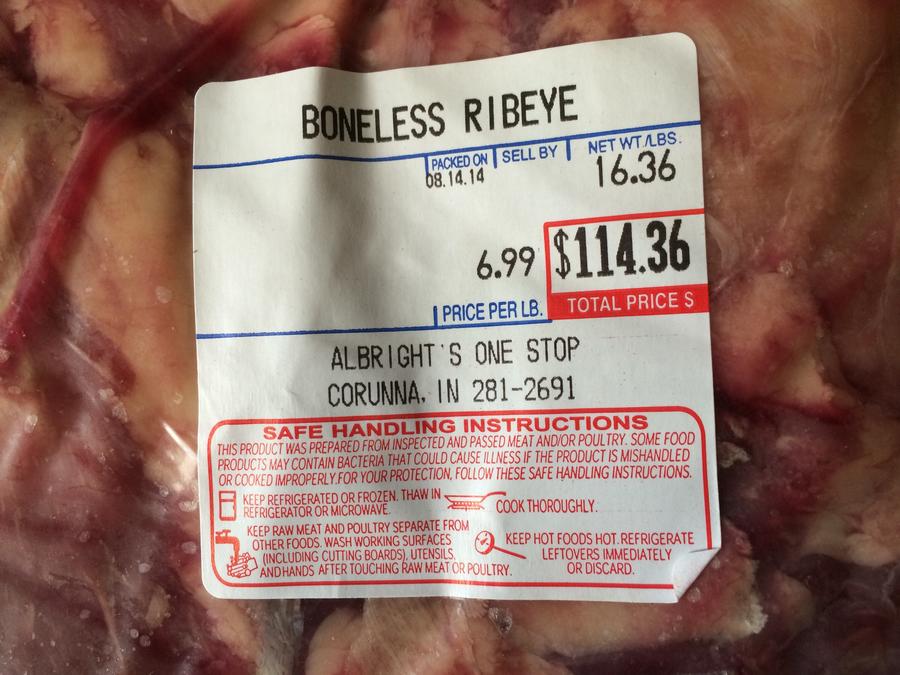 BONELESS RIBEYE
PACKED ON SELL BY NET WT./LBS.
08.14.14 16.36
6.99 $114.36
PRICE PER LB. TOTAL PRICE $
ALBRIGHT'S ONE STOP
CORUNNA, IN 281-2691
SAFE HANDLING INSTRUCTIONS
THIS PRODUCT WAS PREPARED FROM INSPECTED AND PASSED MEAT AND/OR POULTRY. SOME FOOD
PRODUCTS MAY CONTAIN BACTERIA THAT COULD CAUSE ILLNESS IF THE PRODUCT IS MISHANDLED
OR COOKED IMPROPERLY. FOR YOUR PROTECTION, FOLLOW THESE SAFE HANDLING INSTRUCTIONS.
KEEP REFRIGERATED OR FROZEN. THAW IN
REFRIGERATOR OR MICROWAVE.
COOK THOROUGHLY.
KEEP RAW MEAT AND POULTRY SEPARATE FROM
OTHER FOODS. WASH WORKING SURFACES
(INCLUDING CUTTING BOARDS), UTENSILS,
AND HANDS AFTER TOUCHING RAW MEAT OR POULTRY.
KEEP HOT FOODS HOT. REFRIGERATE
LEFTOVERS IMMEDIATELY
OR DISCARD.